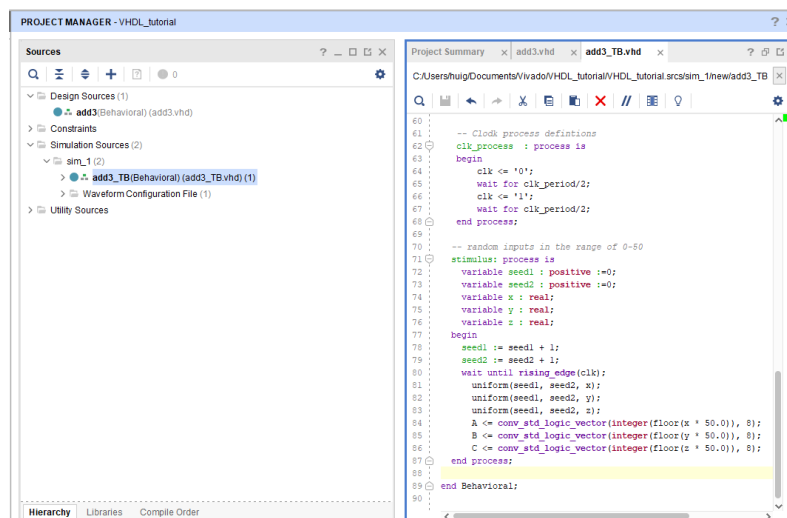 PROJECT MANAGER - VHDL_tutorial
Sources
0
Design Sources (1)
add3(Behavioral) (add3.vhd)
Constraints
Simulation Sources (2)
sim_1 (2)
add3_TB(Behavioral) (add3_TB.vhd) (1)
Waveform Configuration File (1)
Utility Sources
Hierarchy Libraries Compile Order
Project Summary add3.vhd add3_TB.vhd
C:/Users/huig/Documents/Vivado/VHDL_tutorial/VHDL_tutorial.srcs/sim_1/new/add3_TB
60
61 -- Clodk process defintions
62 clk_process : process is
63 begin
64 clk <= '0';
65 wait for clk_period/2;
66 clk <= '1';
67 wait for clk_period/2;
68 end process;
69
70 -- random inputs in the range of 0-50
71 stimulus: process is
72 variable seed1 : positive :=0;
73 variable seed2 : positive :=0;
74 variable x : real;
75 variable y : real;
76 variable z : real;
77 begin
78 seed1 := seed1 + 1;
79 seed2 := seed2 + 1;
80 wait until rising_edge(clk);
81 uniform(seed1, seed2, x);
82 uniform(seed1, seed2, y);
83 uniform(seed1, seed2, z);
84 A <= conv_std_logic_vector(integer(floor(x * 50.0)), 8);
85 B <= conv_std_logic_vector(integer(floor(y * 50.0)), 8);
86 C <= conv_std_logic_vector(integer(floor(z * 50.0)), 8);
87 end process;
88
89 end Behavioral;
90